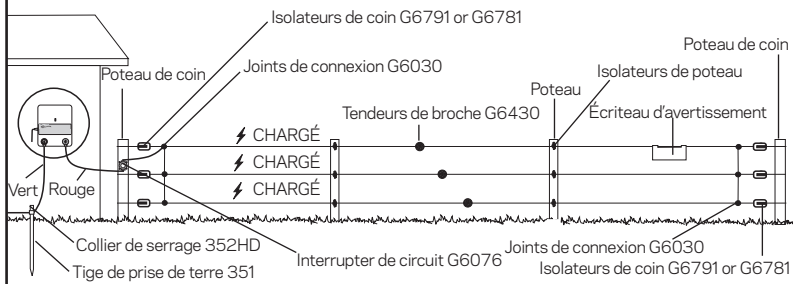 Isolateurs de coin G6791 or G6781
Poteau de coin
Poteau de coin
Joints de connexion G6030
Isolateurs de poteau
Poteau
Tendeurs de broche G6430
Écriteau d'avertissement
CHARGÉ
CHARGÉ
CHARGÉ
Vert
Rouge
Collier de serrage 352HD
Interrupter de circuit G6076
Joints de connexion G6030
Tige de prise de terre 351
Isolateurs de coin G6791 or G6781